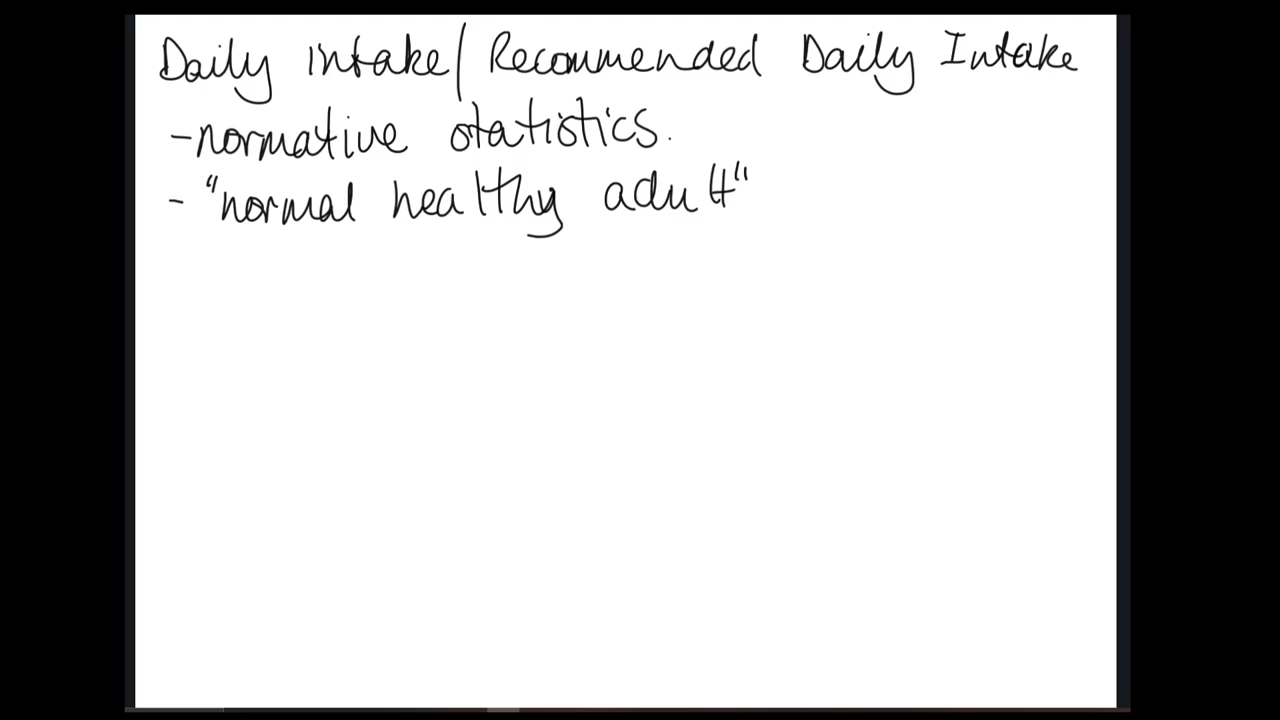 Daily intake/Recommended Daily Intake
- normative statistics.
- "normal healthy adult"